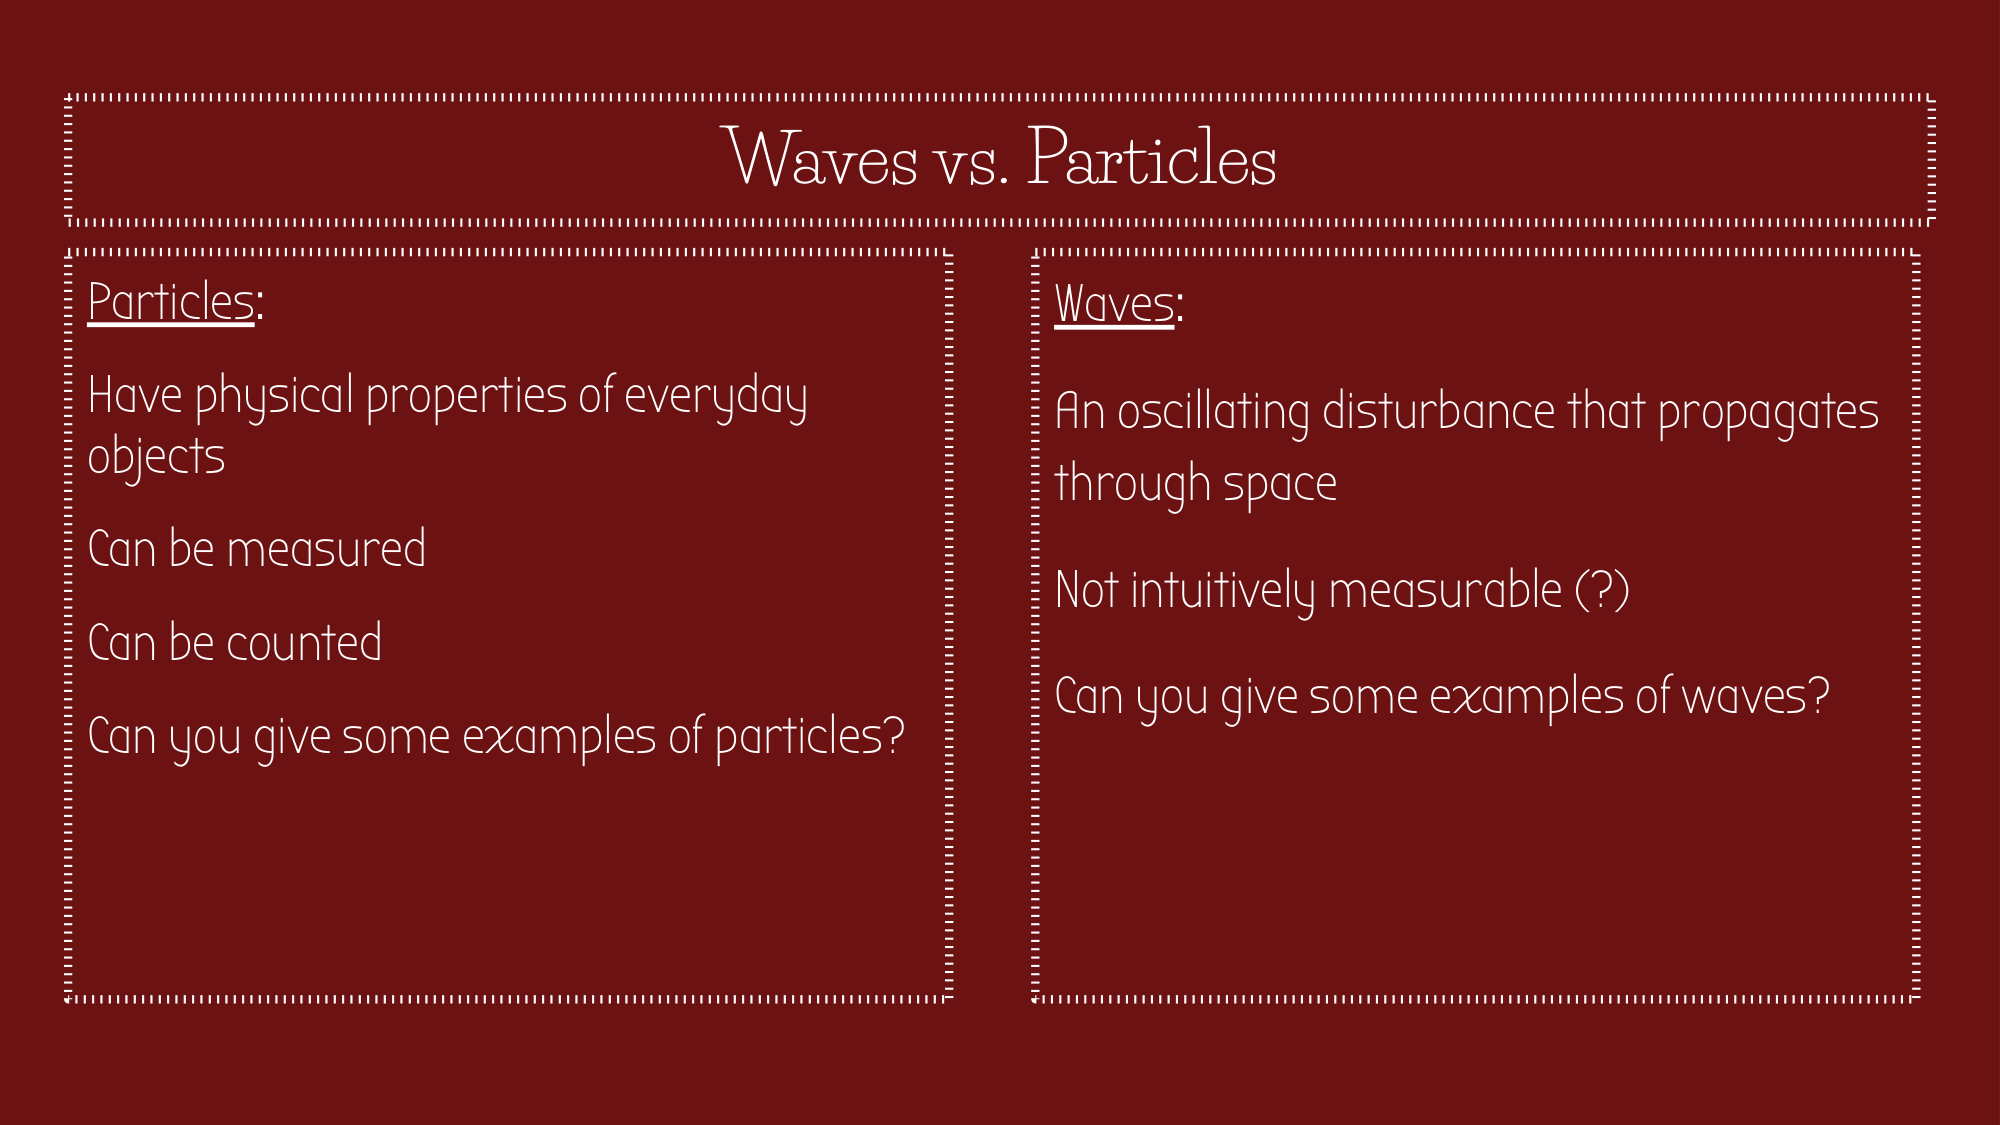 Waves vs. Particles
Particles:
Have physical properties of everyday
objects
Can be measured
Can be counted
Can you give some examples of particles?
Waves:
An oscillating disturbance that propagates
through space
Not intuitively measurable (?)
Can you give some examples of waves?